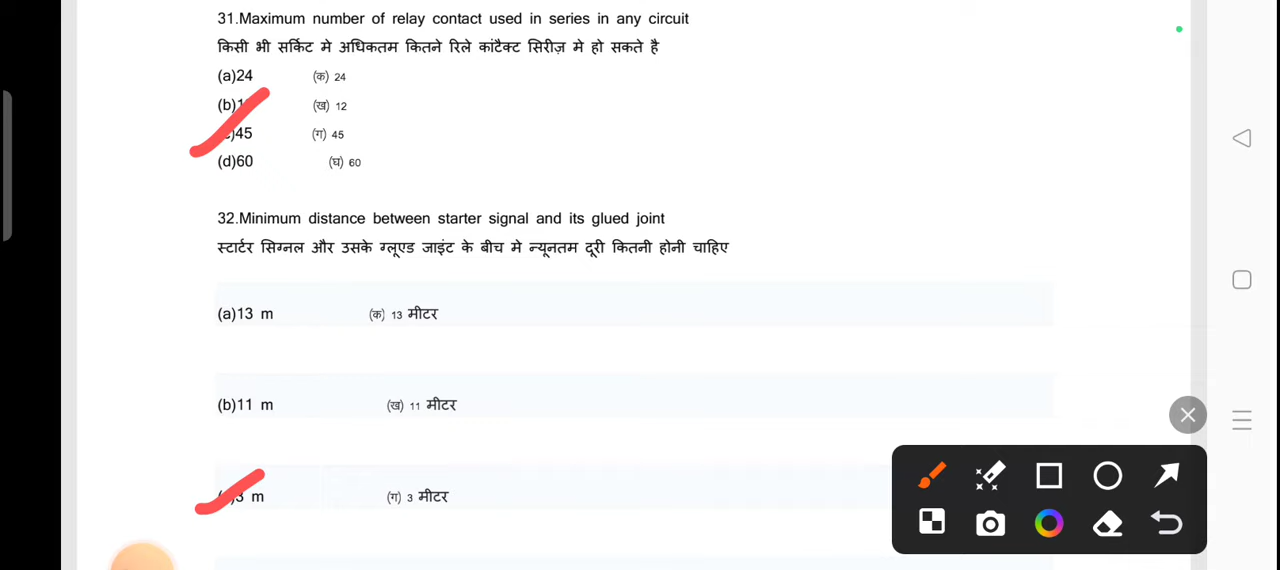 31.Maximum number of relay contact used in series in any circuit
किसी भी सर्किट मे अधिकतम कितने रिले कांटैक्ट सिरीज़ मे हो सकते है
(a)24 (क) 24
(b)1 (ख) 12
)45 (ग) 45
(d)60 (घ) 60
32.Minimum distance between starter signal and its glued joint
स्टार्टर सिग्नल और उसके ग्लूएड जाइंट के बीच मे न्यूनतम दूरी कितनी होनी चाहिए
(a)13 m (क) 13 मीटर
(b)11 m (ख) 11 मीटर
)3 m (ग) 3 मीटर